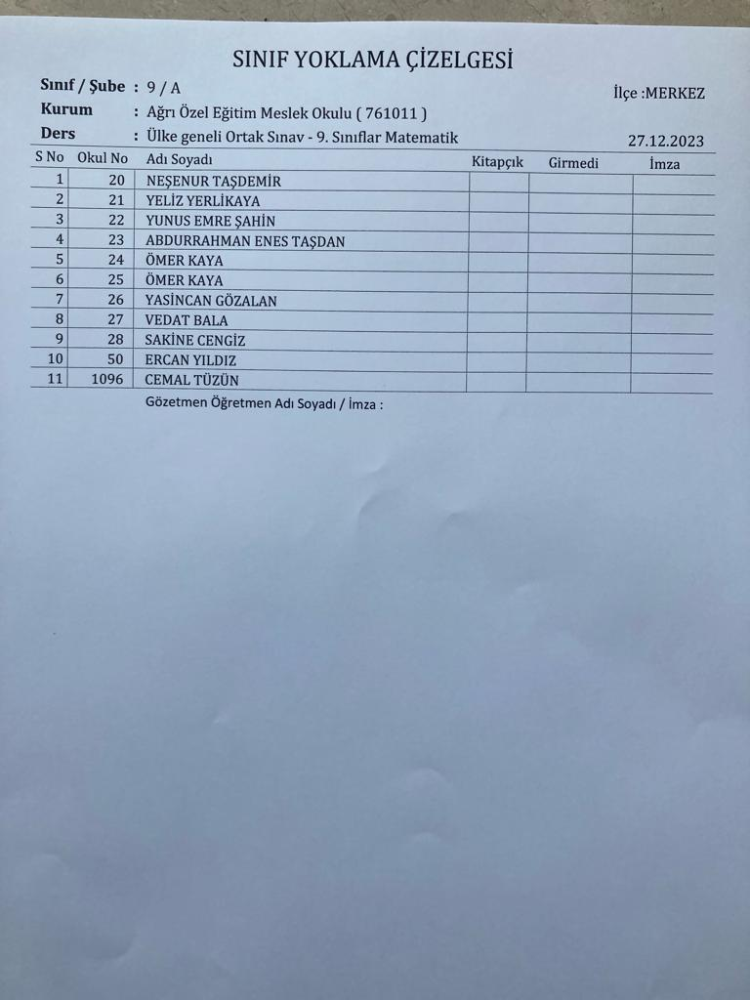 SINIF YOKLAMA ÇİZELGESİ
Sınıf / Şube : 9 / A
İlçe :MERKEZ
Kurum : Ağrı Özel Eğitim Meslek Okulu ( 761011 )
Ders : Ülke geneli Ortak Sınav - 9. Sınıflar Matematik
27.12.2023
S No Okul No Adı Soyadı Kitapçık Girmedi İmza
1 20 NEŞENUR TAŞDEMİR
2 21 YELİZ YERLİKAYA
3 22 YUNUS EMRE ŞAHİN
4 23 ABDURRAHMAN ENES TAŞDAN
5 24 ÖMER KAYA
6 25 ÖMER KAYA
7 26 YASİNCAN GÖZALAN
8 27 VEDAT BALA
9 28 SAKİNE CENGİZ
10 50 ERCAN YILDIZ
11 1096 CEMAL TÜZÜN
Gözetmen Öğretmen Adı Soyadı / İmza :